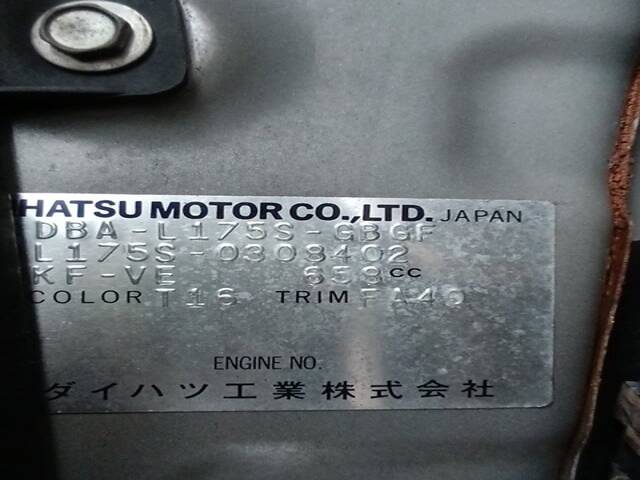 HATSU MOTOR CO.,LTD. JAPAN
DBA-L175S-GBGF
L175S-0308402
KF-VE 658cc
COLOR T16 TRIM FA40
ENGINE NO.
ダイハツ工業株式会社